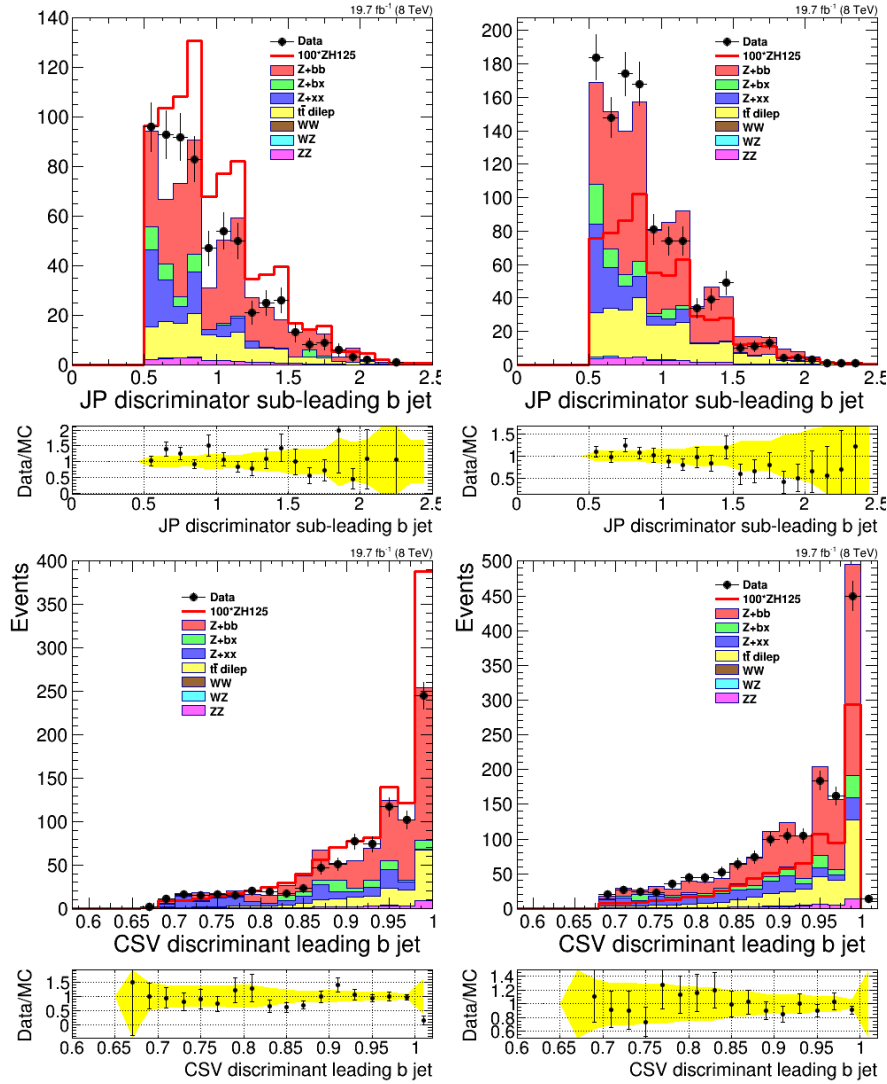 19.7 fb⁻¹ (8 TeV)
140
120
100
80
60
40
20
0
Data
100*ZH125
Z+bb
Z+bx
Z+xx
tt̄ dilep
WW
WZ
ZZ
0 0.5 1 1.5 2 2.5
JP discriminator sub-leading b jet
19.7 fb⁻¹ (8 TeV)
200
180
160
140
120
100
80
60
40
20
0
Data
100*ZH125
Z+bb
Z+bx
Z+xx
tt̄ dilep
WW
WZ
ZZ
0 0.5 1 1.5 2 2.5
JP discriminator sub-leading b jet
Data/MC
2
1.5
1
0.5
0
0 0.5 1 1.5 2 2.5
JP discriminator sub-leading b jet
Data/MC
1.5
1
0.5
0 0.5 1 1.5 2 2.5
JP discriminator sub-leading b jet
19.7 fb⁻¹ (8 TeV)
Events
400
350
300
250
200
150
100
50
0
Data
100*ZH125
Z+bb
Z+bx
Z+xx
tt̄ dilep
WW
WZ
ZZ
0.6 0.65 0.7 0.75 0.8 0.85 0.9 0.95 1
CSV discriminant leading b jet
19.7 fb⁻¹ (8 TeV)
Events
500
450
400
350
300
250
200
150
100
50
0
Data
100*ZH125
Z+bb
Z+bx
Z+xx
tt̄ dilep
WW
WZ
ZZ
0.6 0.65 0.7 0.75 0.8 0.85 0.9 0.95 1
CSV discriminant leading b jet
Data/MC
1.5
1
0.5
0
0.6 0.65 0.7 0.75 0.8 0.85 0.9 0.95 1
CSV discriminant leading b jet
Data/MC
1.4
1.2
1
0.8
0.6
0.6 0.65 0.7 0.75 0.8 0.85 0.9 0.95 1
CSV discriminant leading b jet